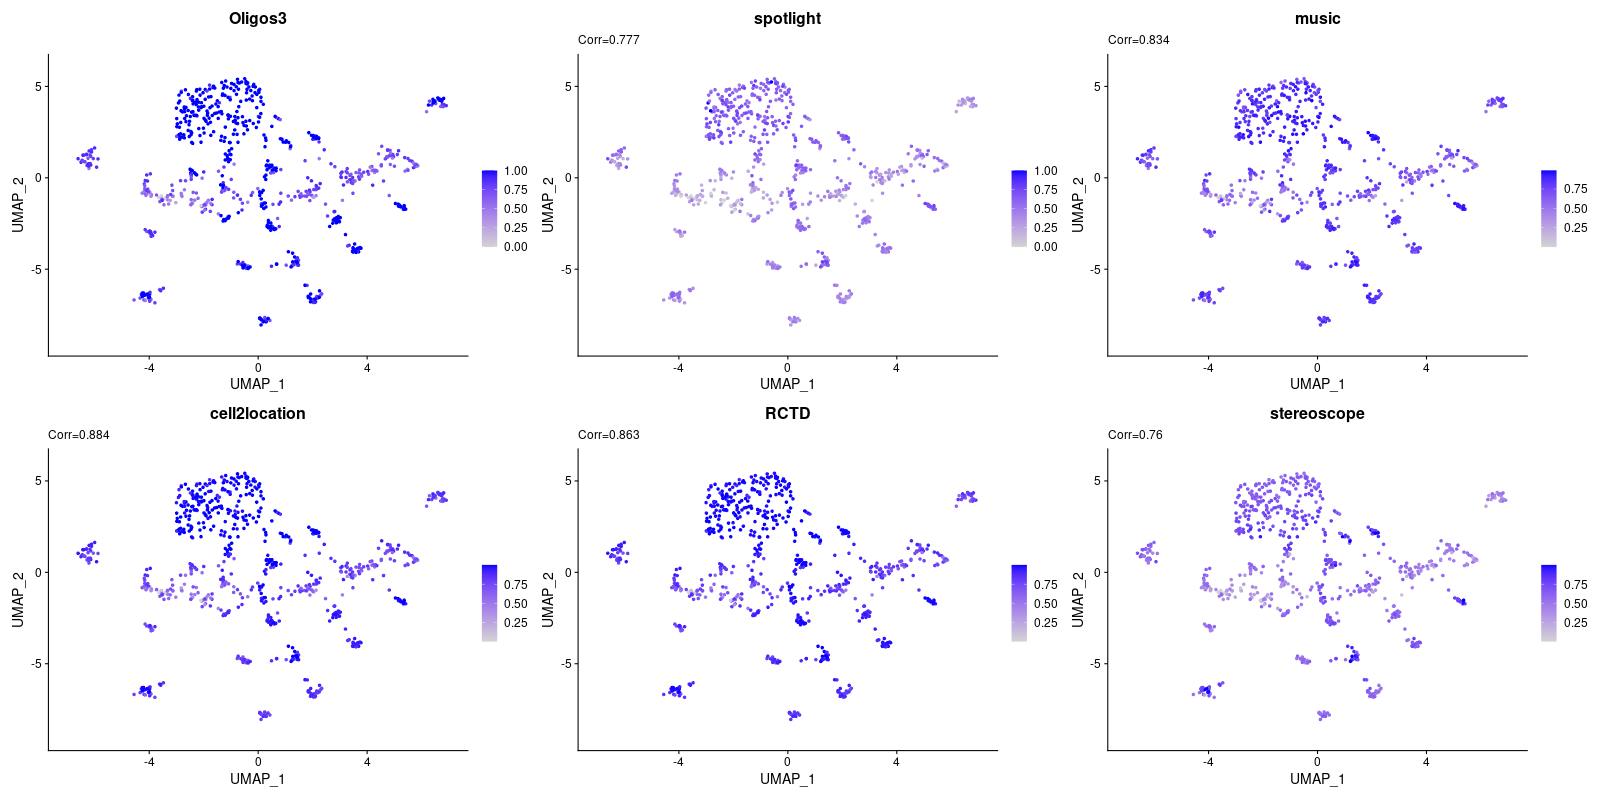 Oligos3
5
0
-5
-4
0
4
UMAP_1
UMAP_2
1.00
0.75
0.50
0.25
0.00
spotlight
Corr=0.777
5
0
-5
-4
0
4
UMAP_1
UMAP_2
1.00
0.75
0.50
0.25
0.00
music
Corr=0.834
5
0
-5
-4
0
4
UMAP_1
UMAP_2
0.75
0.50
0.25
cell2location
Corr=0.884
5
0
-5
-4
0
4
UMAP_1
UMAP_2
0.75
0.50
0.25
RCTD
Corr=0.863
5
0
-5
-4
0
4
UMAP_1
UMAP_2
0.75
0.50
0.25
stereoscope
Corr=0.76
5
0
-5
-4
0
4
UMAP_1
UMAP_2
0.75
0.50
0.25